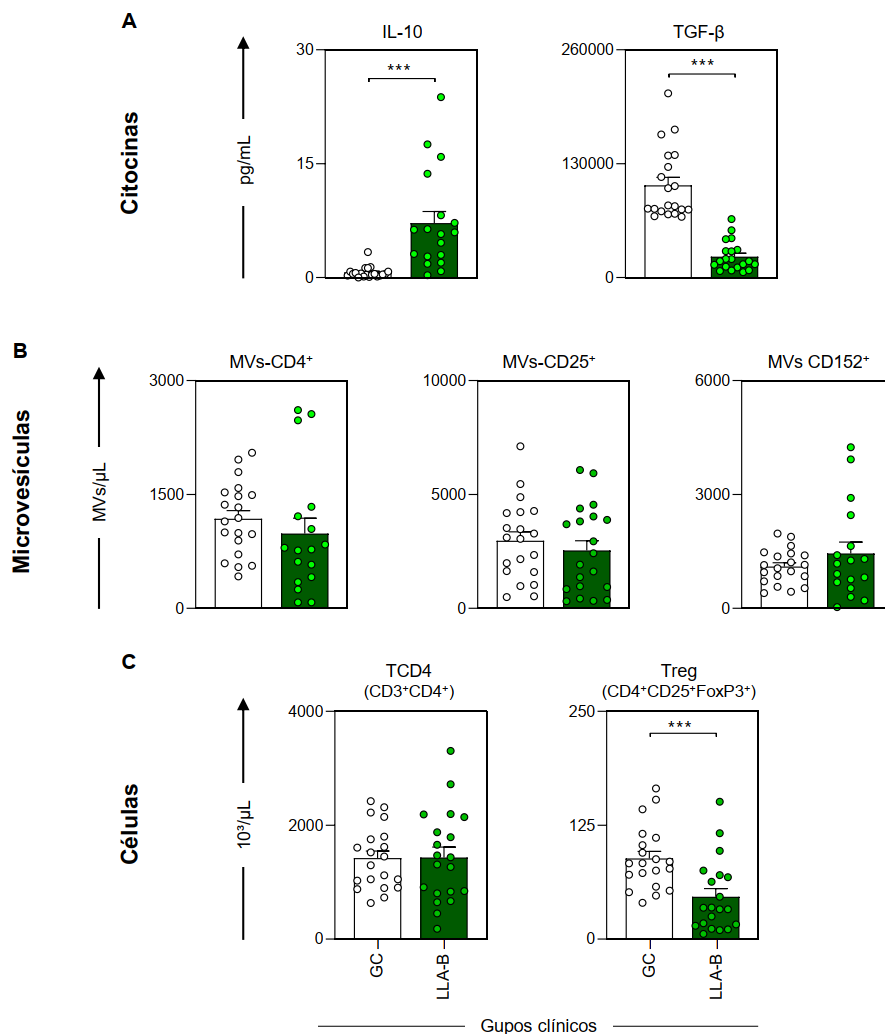 A
IL-10
TGF-β
Citocinas
pg/mL
30
15
0
***
260000
130000
0
***
B
MVs-CD4⁺
MVs-CD25⁺
MVs CD152⁺
Microvesículas
MVs/µL
3000
1500
0
10000
5000
0
6000
3000
0
C
TCD4
(CD3⁺CD4⁺)
Treg
(CD4⁺CD25⁺FoxP3⁺)
Células
10³/µL
4000
2000
0
250
125
0
***
GC
LLA-B
GC
LLA-B
Gupos clínicos